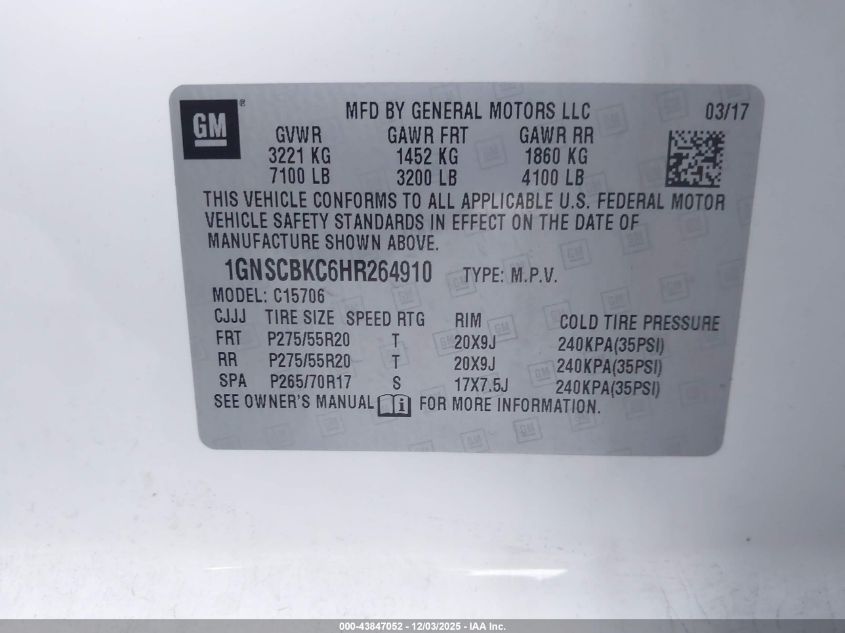 GM ® MFD BY GENERAL MOTORS LLC 03/17
GVWR GAWR FRT GAWR RR
3221 KG 1452 KG 1860 KG
7100 LB 3200 LB 4100 LB
THIS VEHICLE CONFORMS TO ALL APPLICABLE U.S. FEDERAL MOTOR
VEHICLE SAFETY STANDARDS IN EFFECT ON THE DATE OF
MANUFACTURE SHOWN ABOVE.
1GNSCBKC6HR264910 TYPE: M.P.V.
MODEL: C15706
CJJJ TIRE SIZE SPEED RTG RIM COLD TIRE PRESSURE
FRT P275/55R20 T 20X9J 240KPA(35PSI)
RR P275/55R20 T 20X9J 240KPA(35PSI)
SPA P265/70R17 S 17X7.5J 240KPA(35PSI)
SEE OWNER'S MANUAL i FOR MORE INFORMATION.
000-43847052 - 12/03/2025 - IAA Inc.